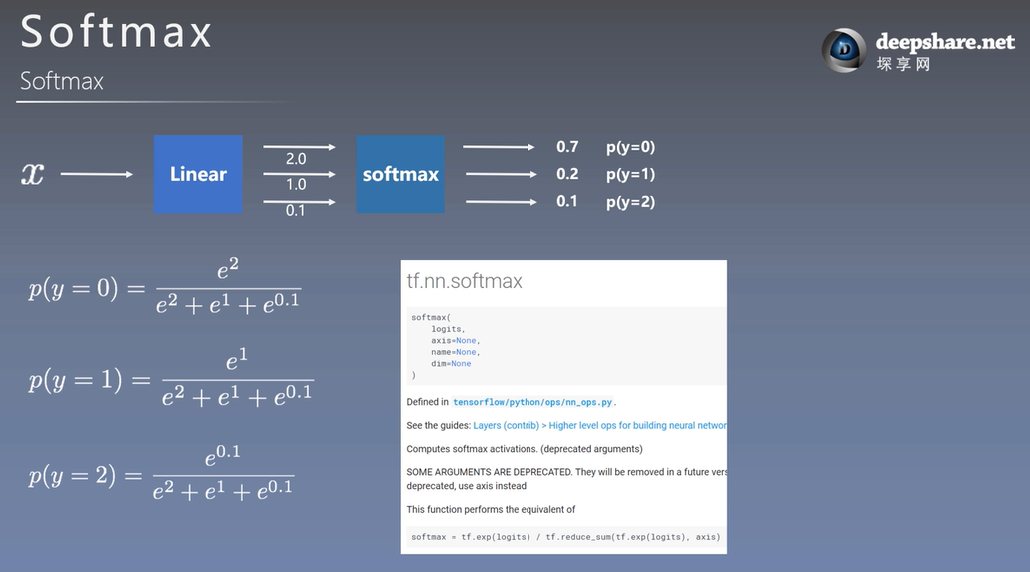 Softmax
deepshare.net
探享网
Softmax
x
Linear
2.0
1.0
0.1
softmax
0.7 p(y=0)
0.2 p(y=1)
0.1 p(y=2)
p(y = 0) = e^2 / (e^2 + e^1 + e^0.1)
p(y = 1) = e^1 / (e^2 + e^1 + e^0.1)
p(y = 2) = e^0.1 / (e^2 + e^1 + e^0.1)
tf.nn.softmax
softmax(
logits,
axis=None,
name=None,
dim=None
)
Defined in tensorflow/python/ops/nn_ops.py.
See the guides: Layers (contrib) > Higher level ops for building neural networ
Computes softmax activations. (deprecated arguments)
SOME ARGUMENTS ARE DEPRECATED. They will be removed in a future vers
deprecated, use axis instead
This function performs the equivalent of
softmax = tf.exp(logits) / tf.reduce_sum(tf.exp(logits), axis)